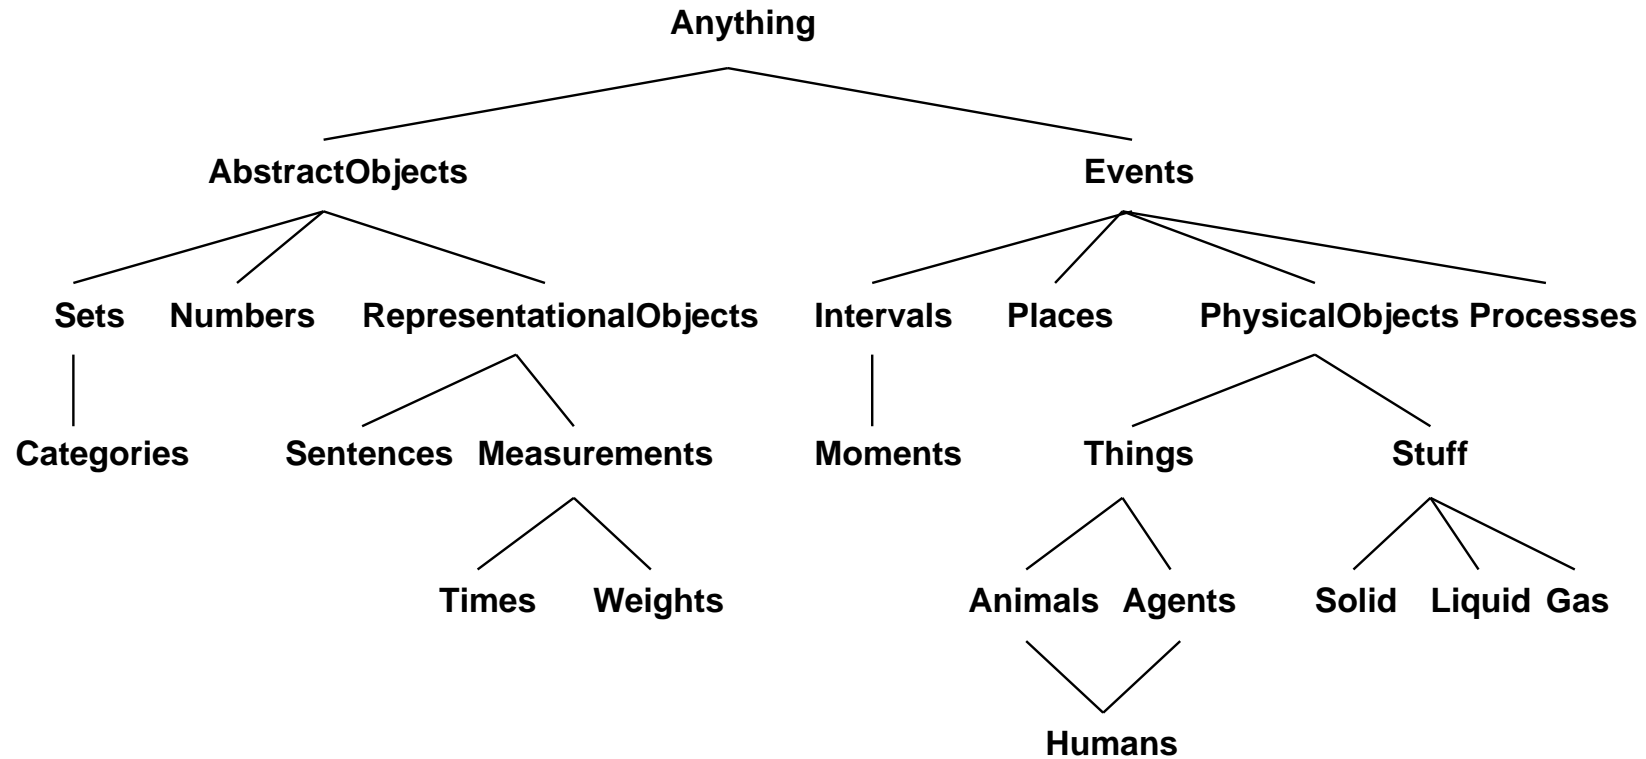 Anything
AbstractObjects Events
Sets Numbers RepresentationalObjects Intervals Places PhysicalObjects Processes
Categories Sentences Measurements Moments Things Stuff
Times Weights Animals Agents Solid Liquid Gas
Humans